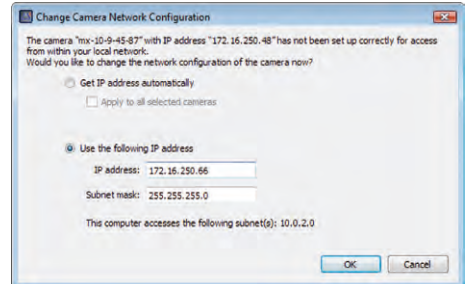 Change Camera Network Configuration
The camera "mx-10-9-45-87" with IP address "172.16.250.48" has not been set up correctly for access
from within your local network.
Would you like to change the network configuration of the camera now?
Get IP address automatically
Apply to all selected cameras
Use the following IP address
IP address: 172.16.250.66
Subnet mask: 255.255.255.0
This computer accesses the following subnet(s): 10.0.2.0
OK Cancel